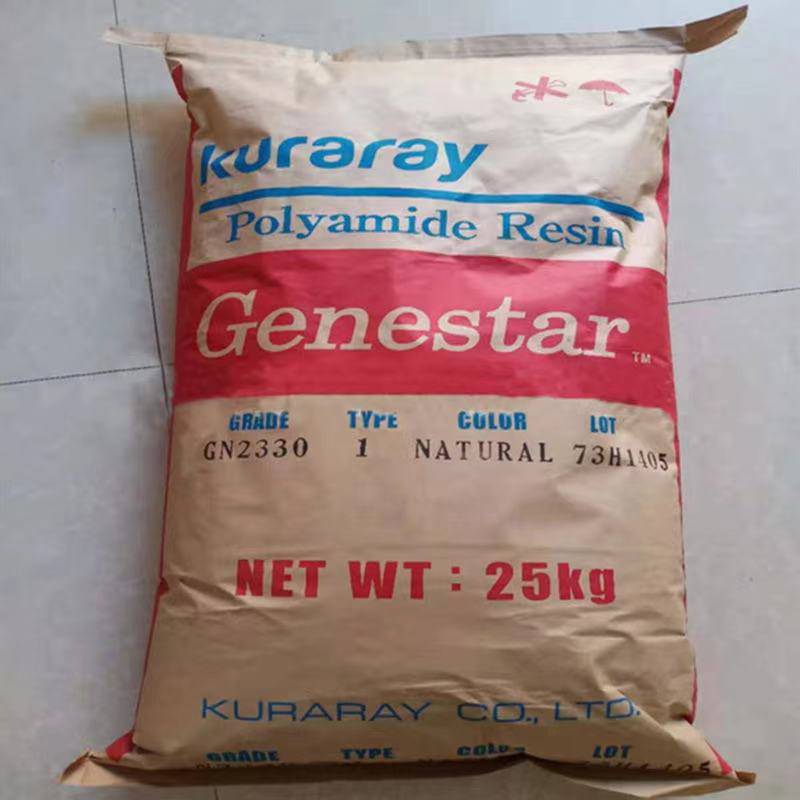 kuraray
Polyamide Resin
Genestar™
GRADE TYPE COLOR LOT
GN2330 1 NATURAL 73H1405
NET WT : 25kg
KURARAY CO., LTD.
GRADE TYPE COLOR LOT